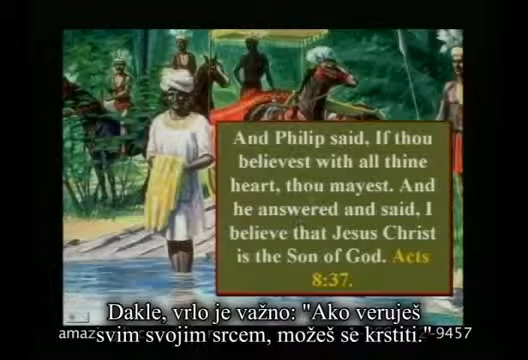 And Philip said, If thou
believest with all thine
heart, thou mayest. And
he answered and said, I
believe that Jesus Christ
is the Son of God. Acts
8:37.
Dakle, vrlo je važno: "Ako veruješ
svim svojim srcem, možeš se krstiti."
amaz
-9457